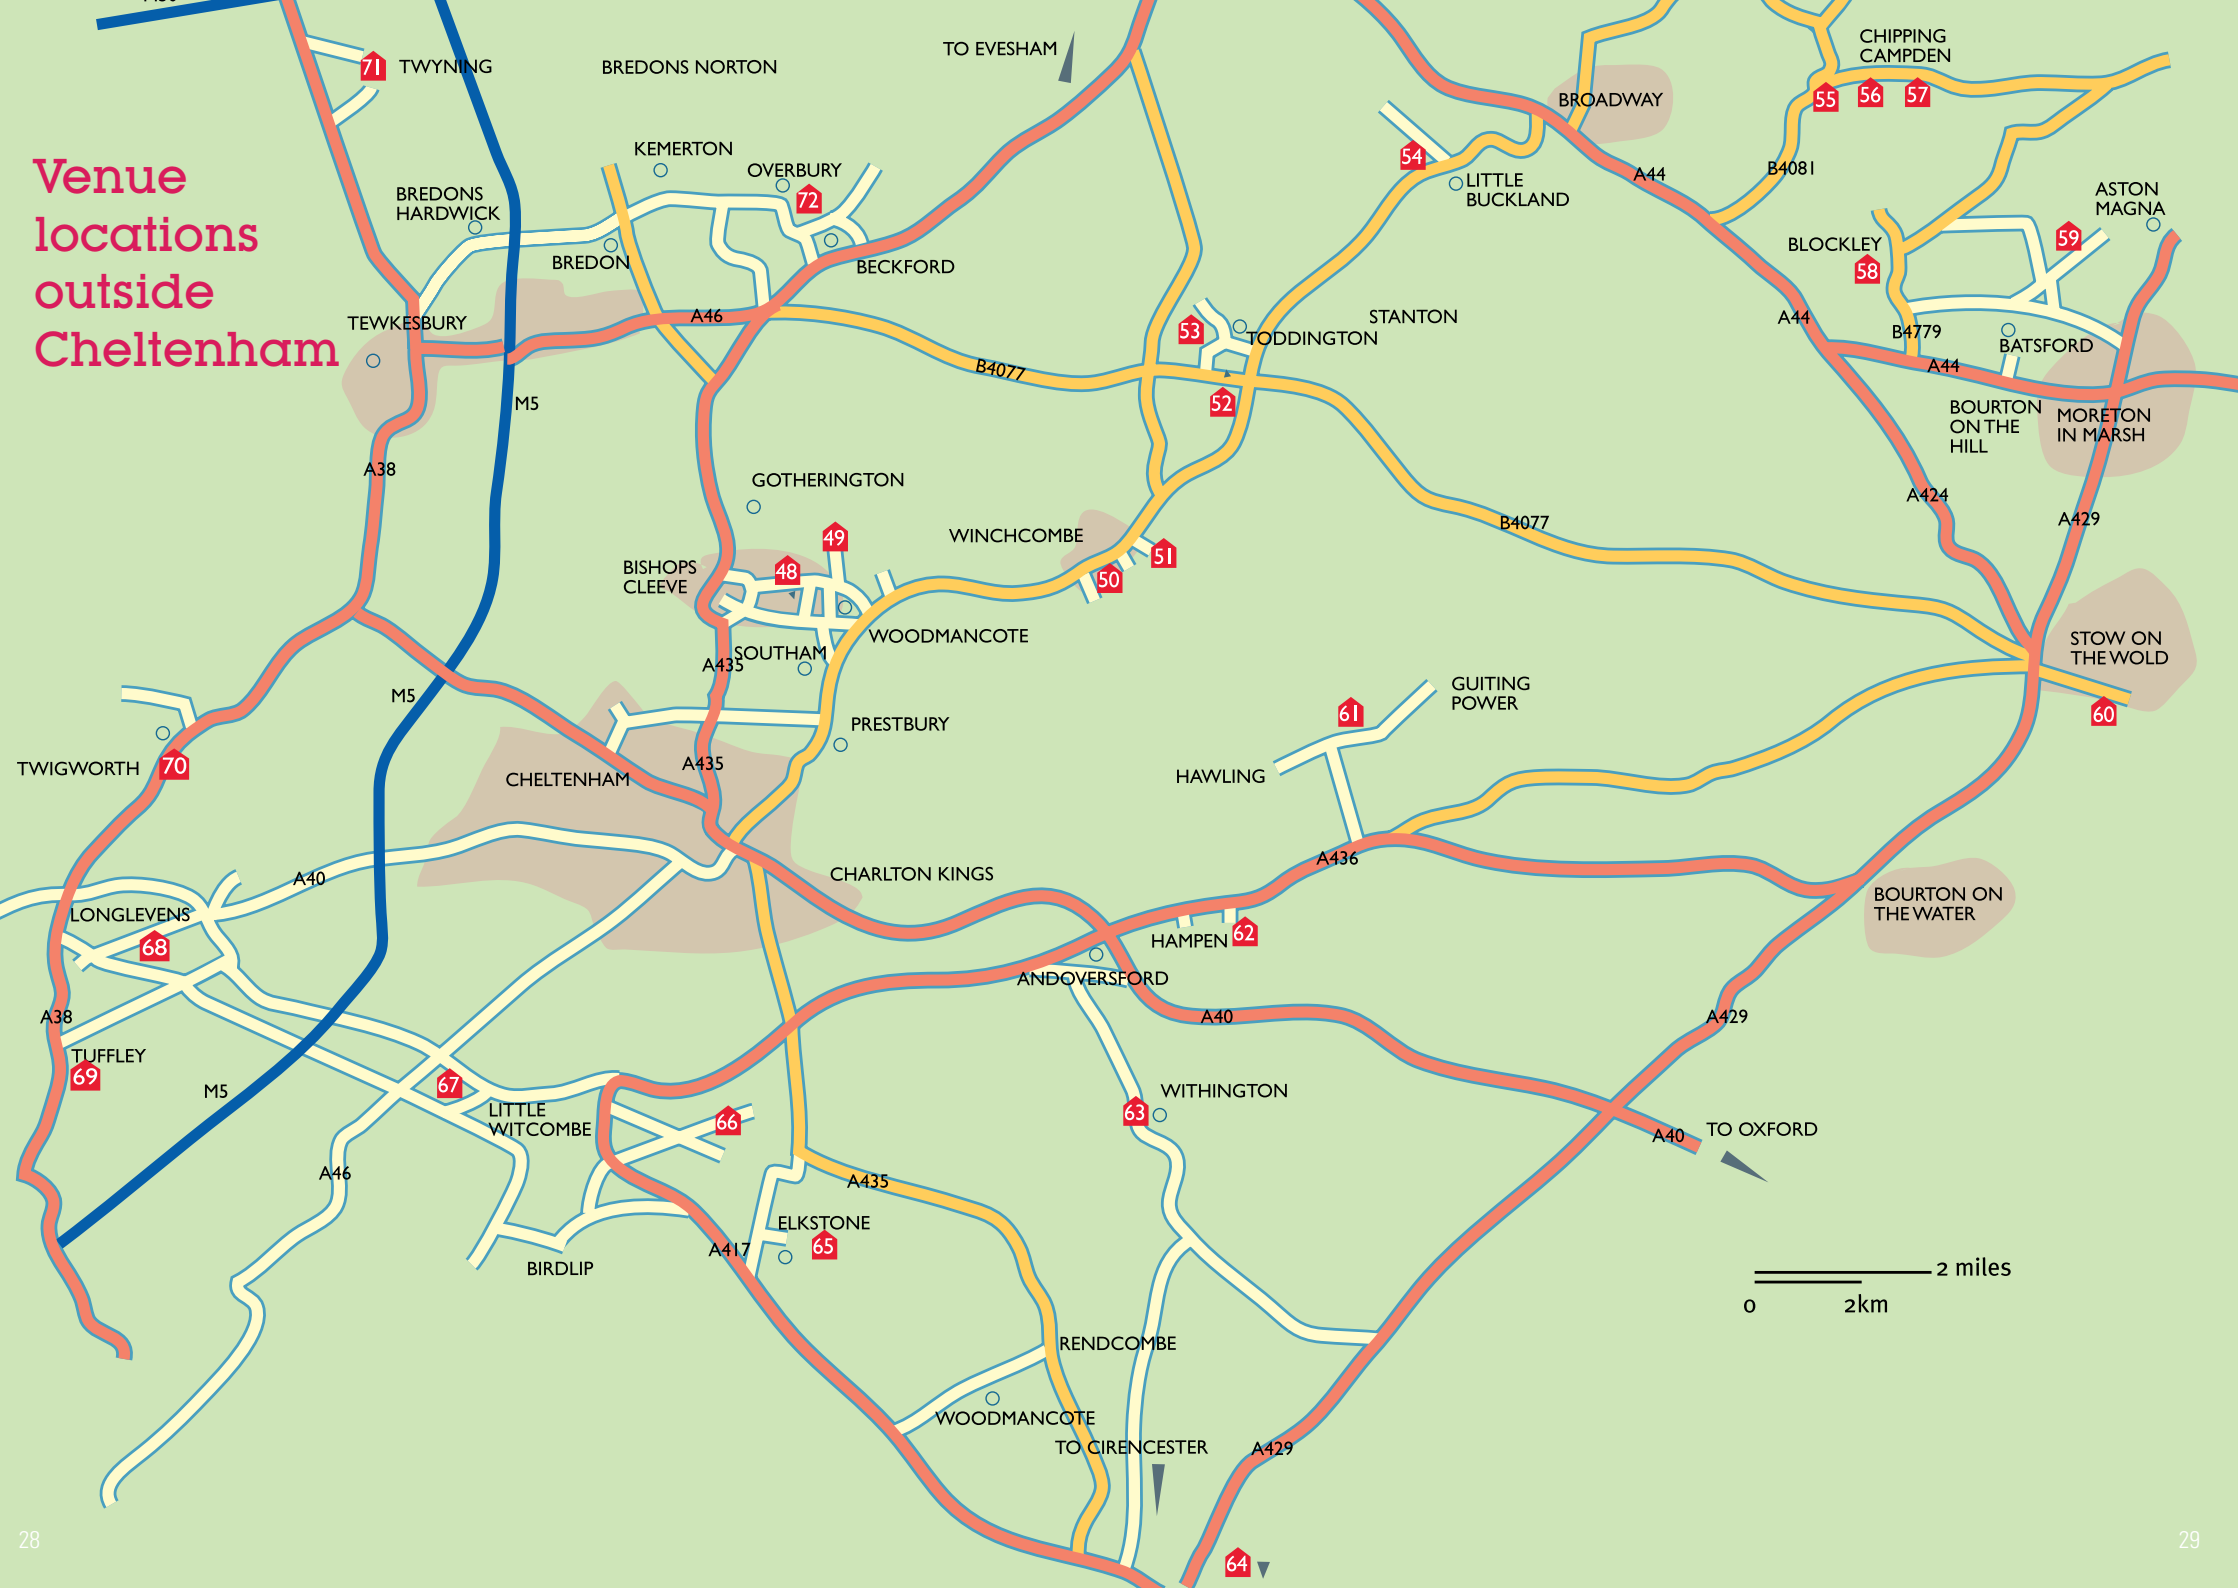 Venue
locations
outside
Cheltenham
71
TWYNING
BREDONS NORTON
TO EVESHAM
CHIPPING
CAMPDEN
55
56
57
BROADWAY
KEMERTON
OVERBURY
72
54
LITTLE
BUCKLAND
A44
B4081
BREDONS
HARDWICK
ASTON
MAGNA
59
BLOCKLEY
58
BREDON
BECKFORD
TEWKESBURY
A46
53
STANTON
TODDINGTON
A44
B4779
BATSFORD
A44
B4077
52
M5
BOURTON
ON THE
HILL
MORETON
IN MARSH
A38
GOTHERINGTON
A424
A429
B4077
49
WINCHCOMBE
51
50
BISHOPS
CLEEVE
48
WOODMANCOTE
SOUTHAM
A435
STOW ON
THE WOLD
60
M5
GUITING
POWER
61
PRESTBURY
TWIGWORTH
70
A435
CHELTENHAM
HAWLING
A436
A40
CHARLTON KINGS
BOURTON ON
THE WATER
LONGLEVENS
68
HAMPEN
62
ANDOVERSFORD
A38
A40
A429
TUFFLEY
69
67
M5
LITTLE
WITCOMBE
66
WITHINGTON
63
A40
TO OXFORD
A46
A435
ELKSTONE
65
A417
BIRDLIP
2 miles
0
2km
RENDCOMBE
WOODMANCOTE
TO CIRENCESTER
A429
64
28
29